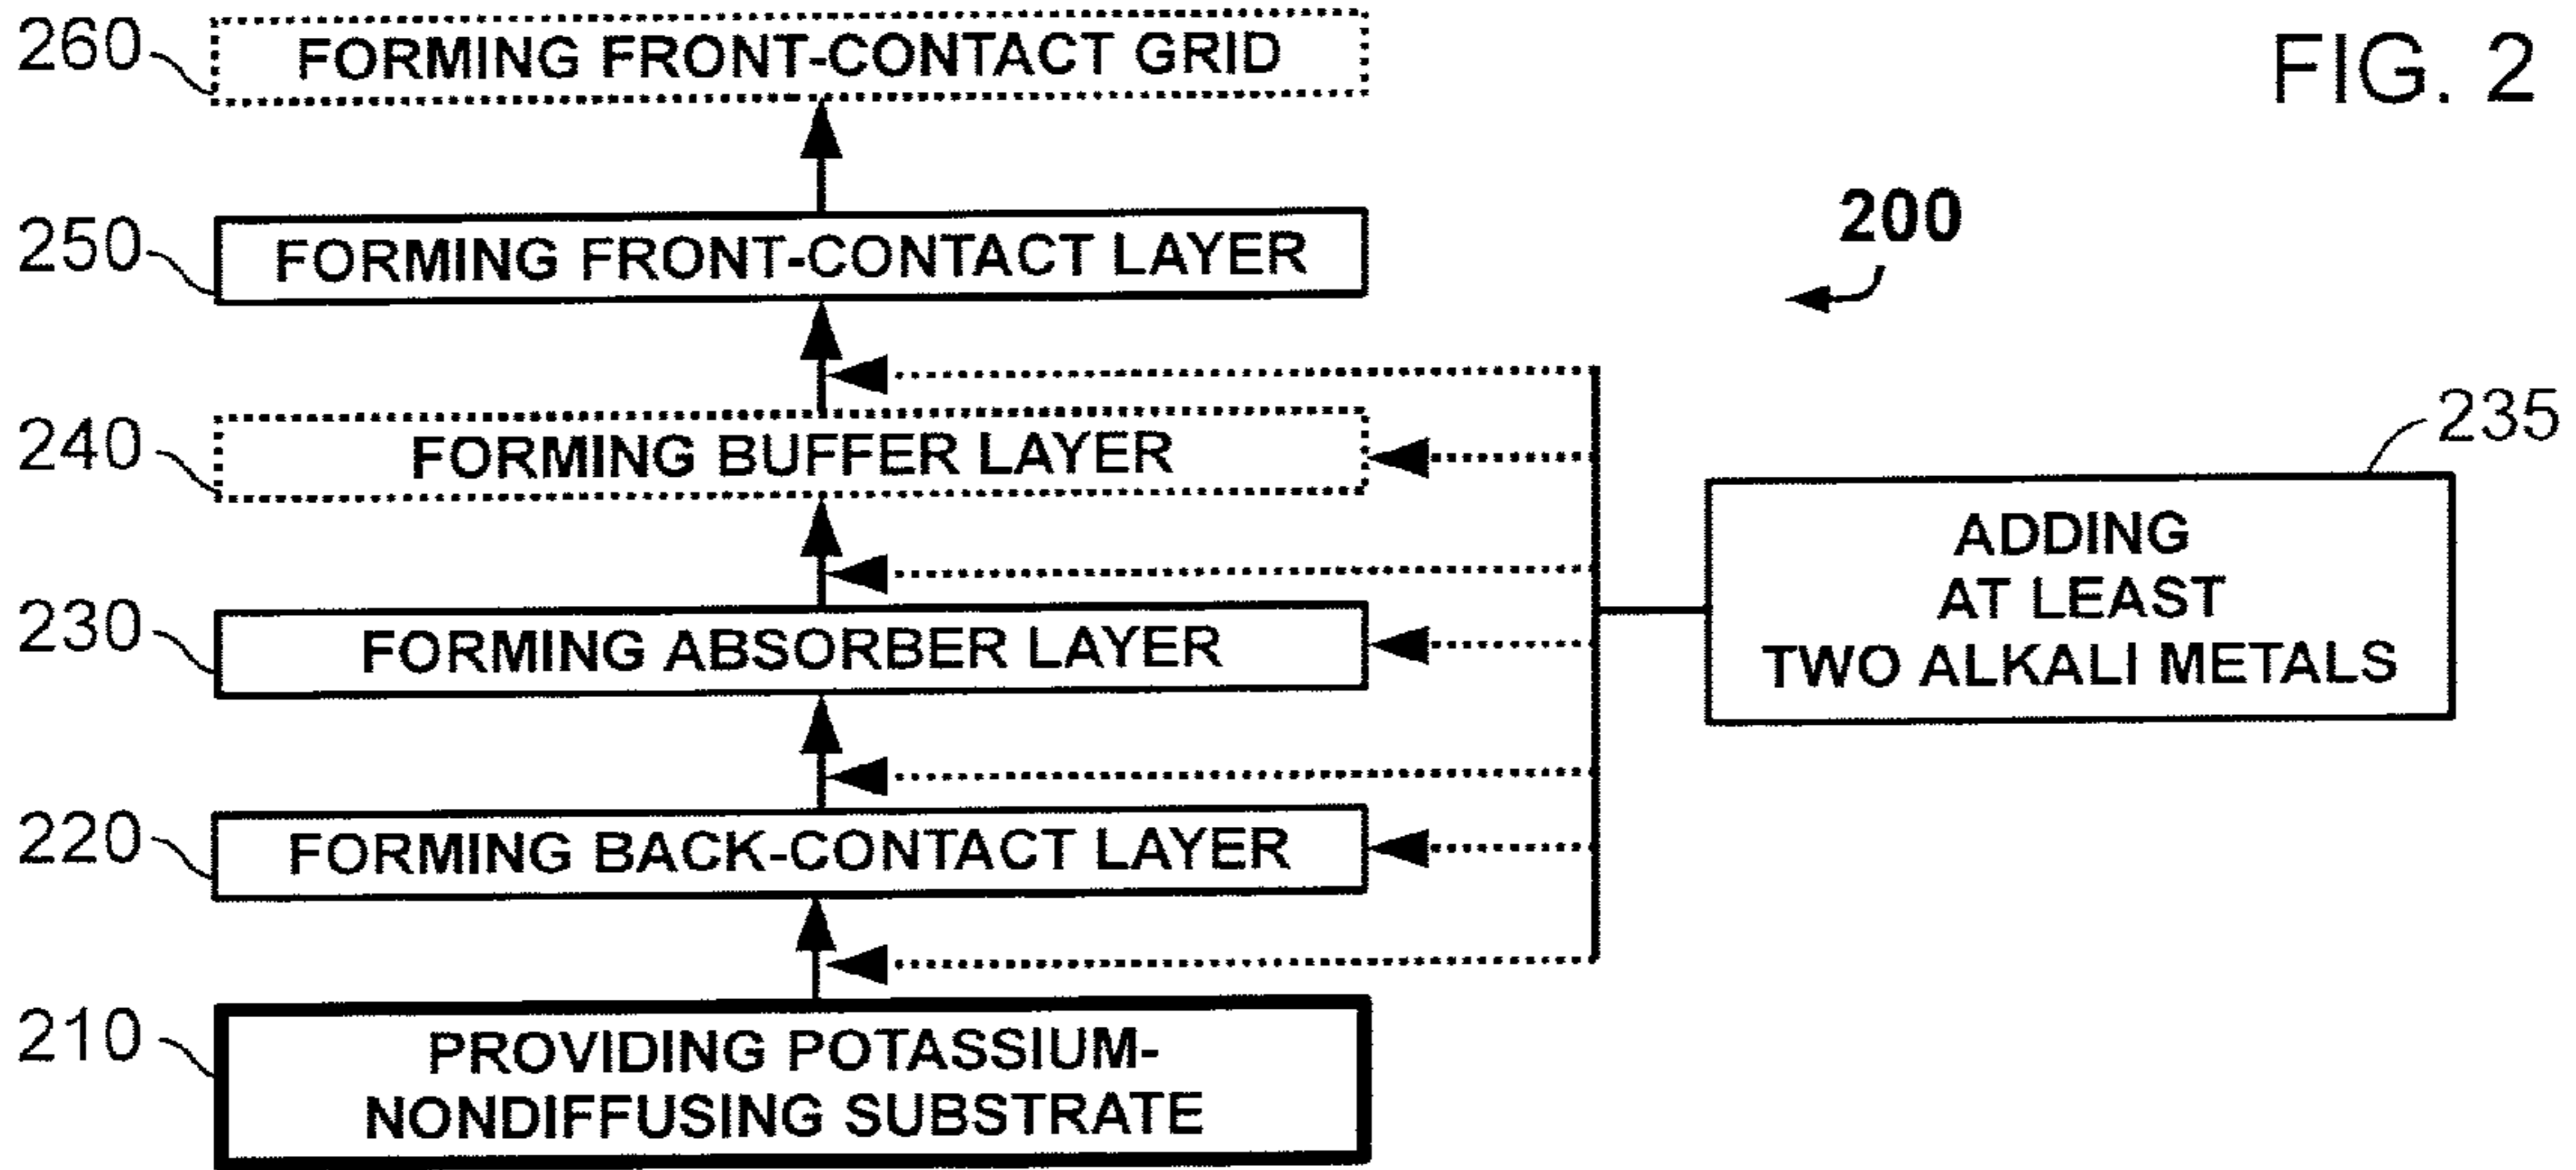 260
FORMING FRONT-CONTACT GRID
FIG. 2
250
FORMING FRONT-CONTACT LAYER
200
240
FORMING BUFFER LAYER
235
ADDING
AT LEAST
TWO ALKALI METALS
230
FORMING ABSORBER LAYER
220
FORMING BACK-CONTACT LAYER
210
PROVIDING POTASSIUM-
NONDIFFUSING SUBSTRATE